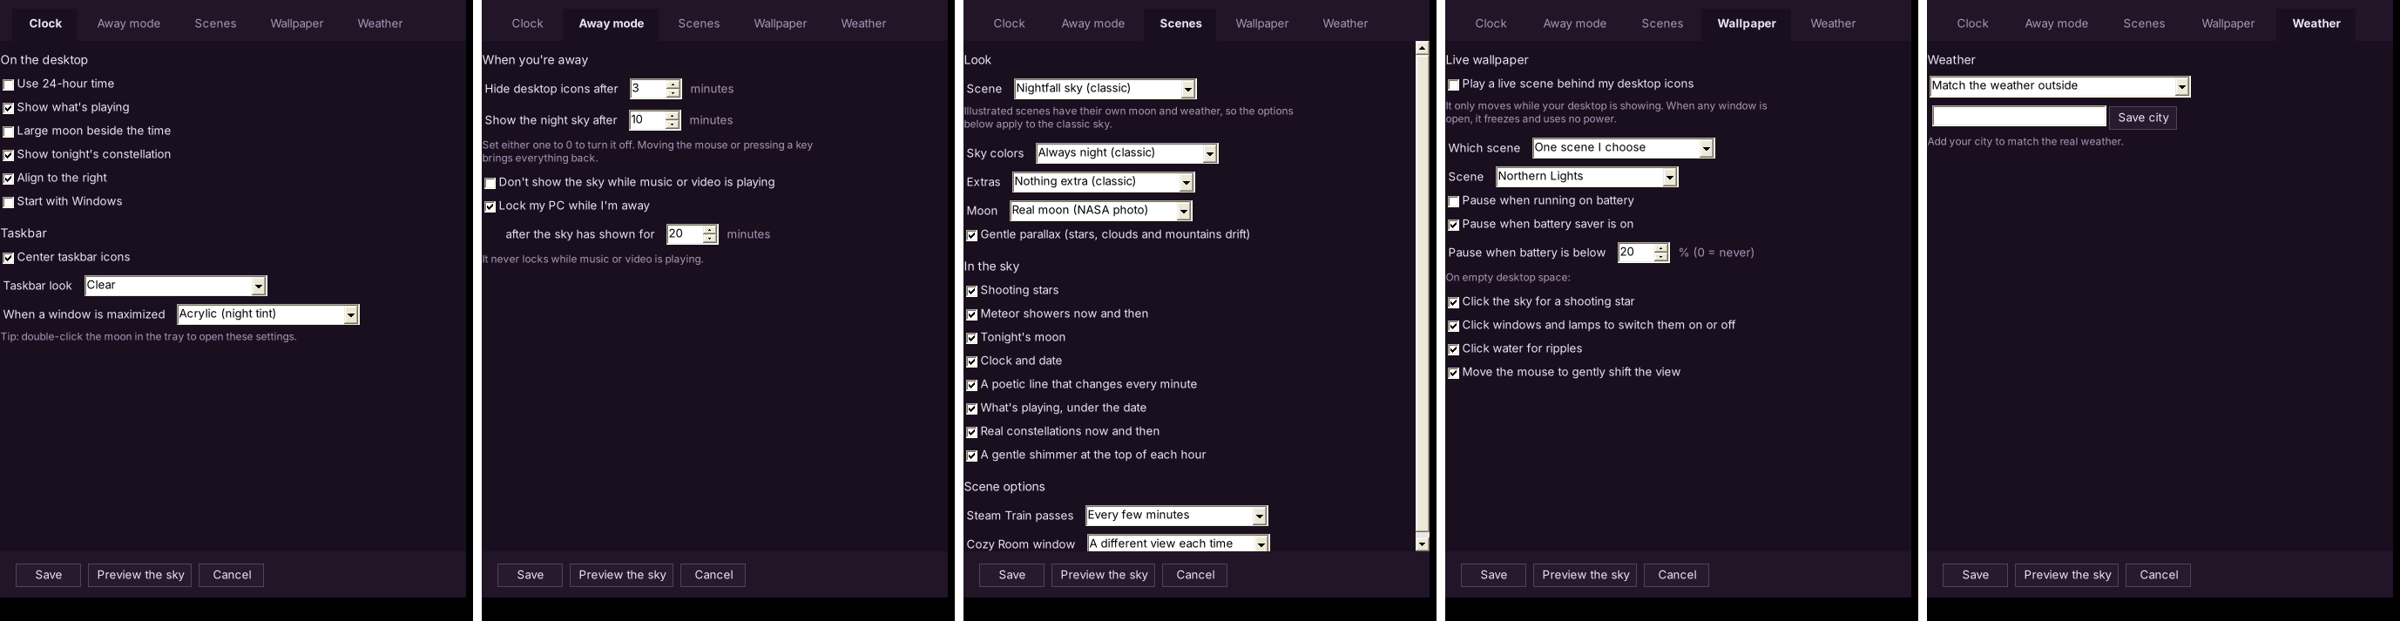 Clock Away mode Scenes Wallpaper Weather
On the desktop
Use 24-hour time
Show what's playing
Large moon beside the time
Show tonight's constellation
Align to the right
Start with Windows
Taskbar
Center taskbar icons
Taskbar look Clear
When a window is maximized Acrylic (night tint)
Tip: double-click the moon in the tray to open these settings.
Save Preview the sky Cancel
Clock Away mode Scenes Wallpaper Weather
When you're away
Hide desktop icons after 3 minutes
Show the night sky after 10 minutes
Set either one to 0 to turn it off. Moving the mouse or pressing a key
brings everything back.
Don't show the sky while music or video is playing
Lock my PC while I'm away
after the sky has shown for 20 minutes
It never locks while music or video is playing.
Save Preview the sky Cancel
Clock Away mode Scenes Wallpaper Weather
Look
Scene Nightfall sky (classic)
Illustrated scenes have their own moon and weather, so the options
below apply to the classic sky.
Sky colors Always night (classic)
Extras Nothing extra (classic)
Moon Real moon (NASA photo)
Gentle parallax (stars, clouds and mountains drift)
In the sky
Shooting stars
Meteor showers now and then
Tonight's moon
Clock and date
A poetic line that changes every minute
What's playing, under the date
Real constellations now and then
A gentle shimmer at the top of each hour
Scene options
Steam Train passes Every few minutes
Cozy Room window A different view each time
Save Preview the sky Cancel
Clock Away mode Scenes Wallpaper Weather
Live wallpaper
Play a live scene behind my desktop icons
It only moves while your desktop is showing. When any window is
open, it freezes and uses no power.
Which scene One scene I choose
Scene Northern Lights
Pause when running on battery
Pause when battery saver is on
Pause when battery is below 20 % (0 = never)
On empty desktop space:
Click the sky for a shooting star
Click windows and lamps to switch them on or off
Click water for ripples
Move the mouse to gently shift the view
Save Preview the sky Cancel
Clock Away mode Scenes Wallpaper Weather
Weather
Match the weather outside
Save city
Add your city to match the real weather.
Save Preview the sky Cancel